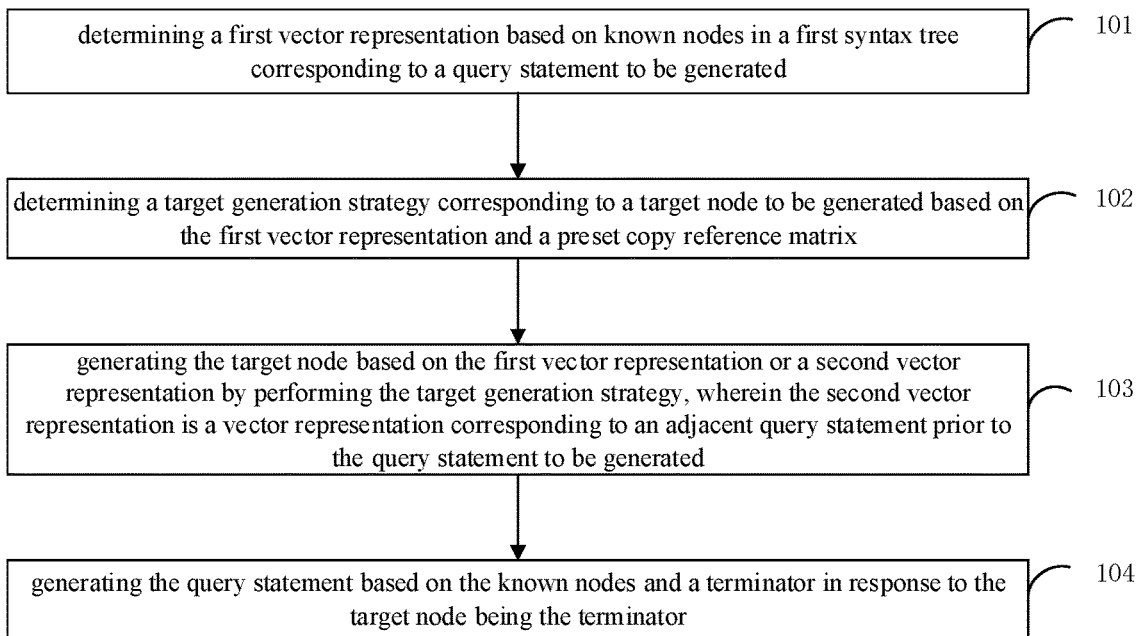 determining a first vector representation based on known nodes in a first syntax tree
corresponding to a query statement to be generated
101
determining a target generation strategy corresponding to a target node to be generated based on
the first vector representation and a preset copy reference matrix
102
generating the target node based on the first vector representation or a second vector
representation by performing the target generation strategy, wherein the second vector
representation is a vector representation corresponding to an adjacent query statement prior to
the query statement to be generated
103
generating the query statement based on the known nodes and a terminator in response to the
target node being the terminator
104